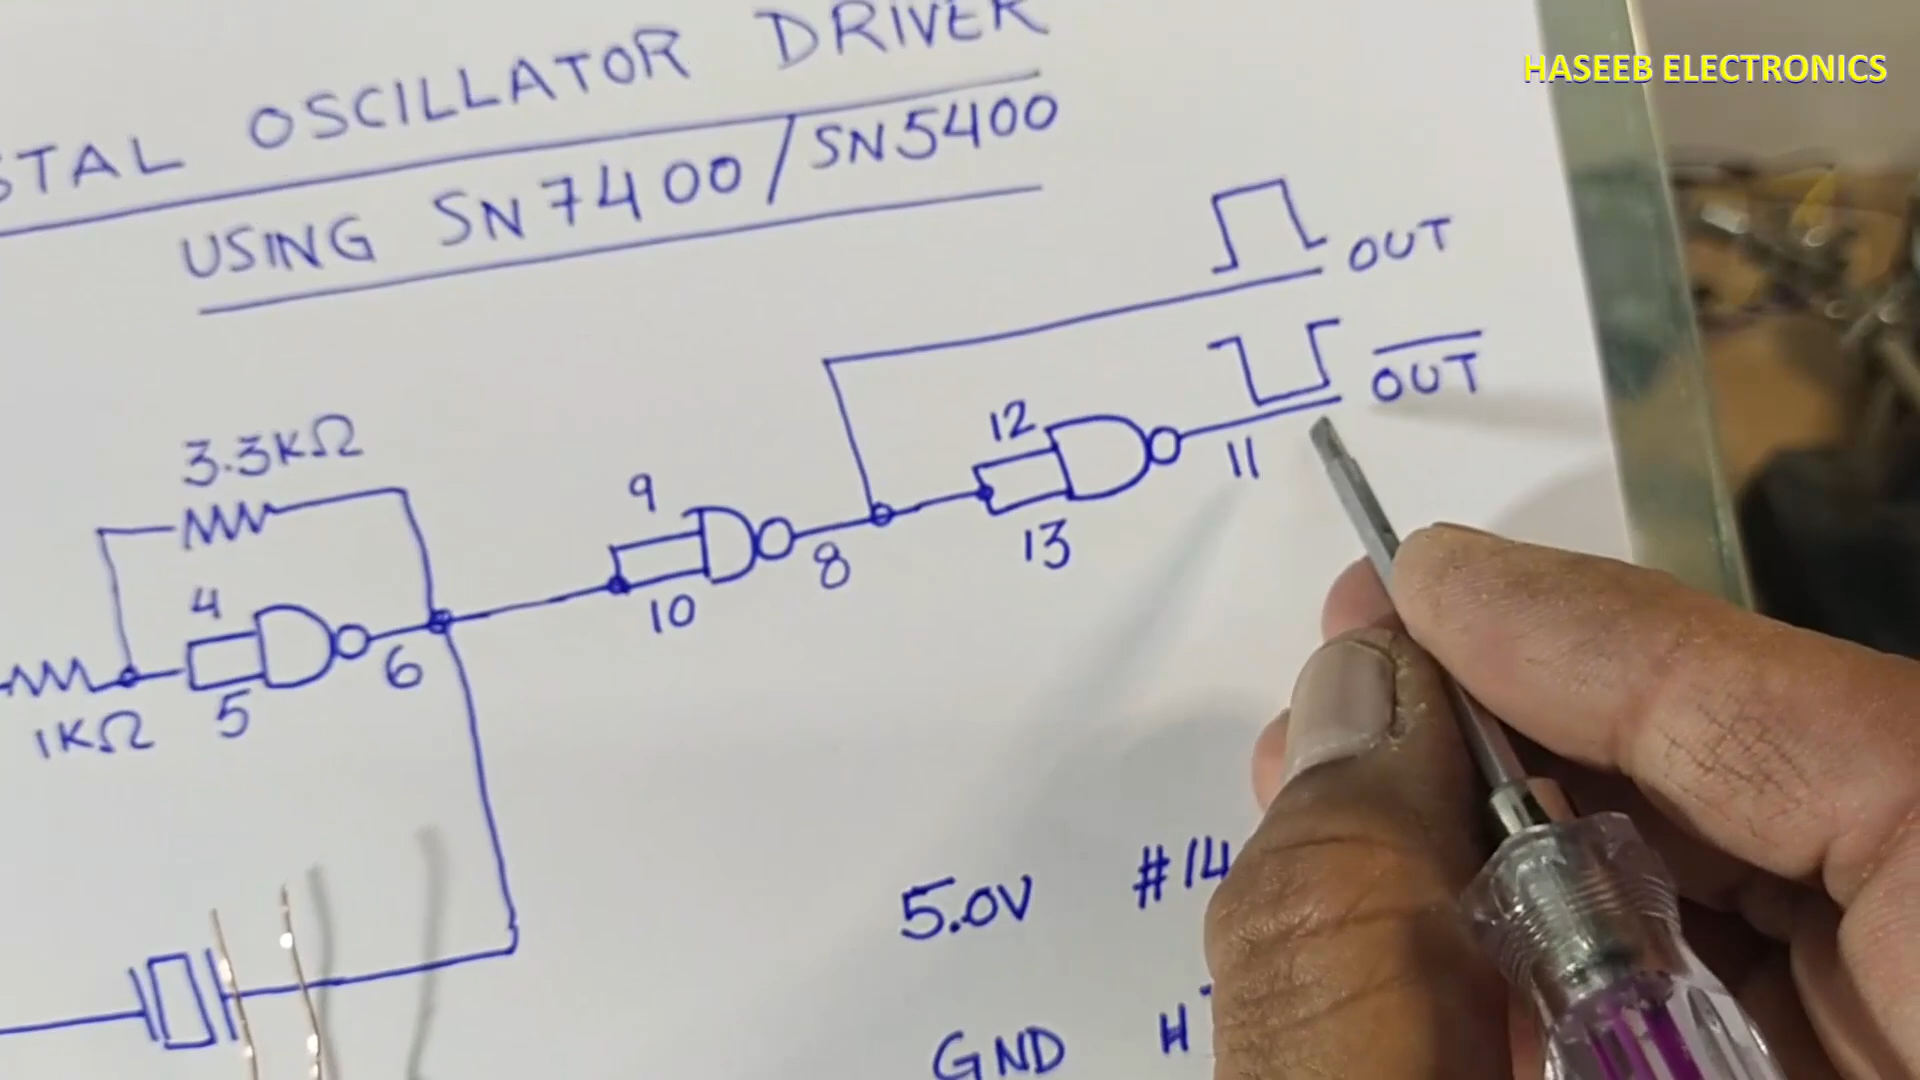 HASEEB ELECTRONICS
STAL OSCILLATOR DRIVER
USING SN7400/SN5400
OUT
OUT
3.3KΩ
12
11
9
13
8
4
10
6
5
1KΩ
5.0V #14
GND